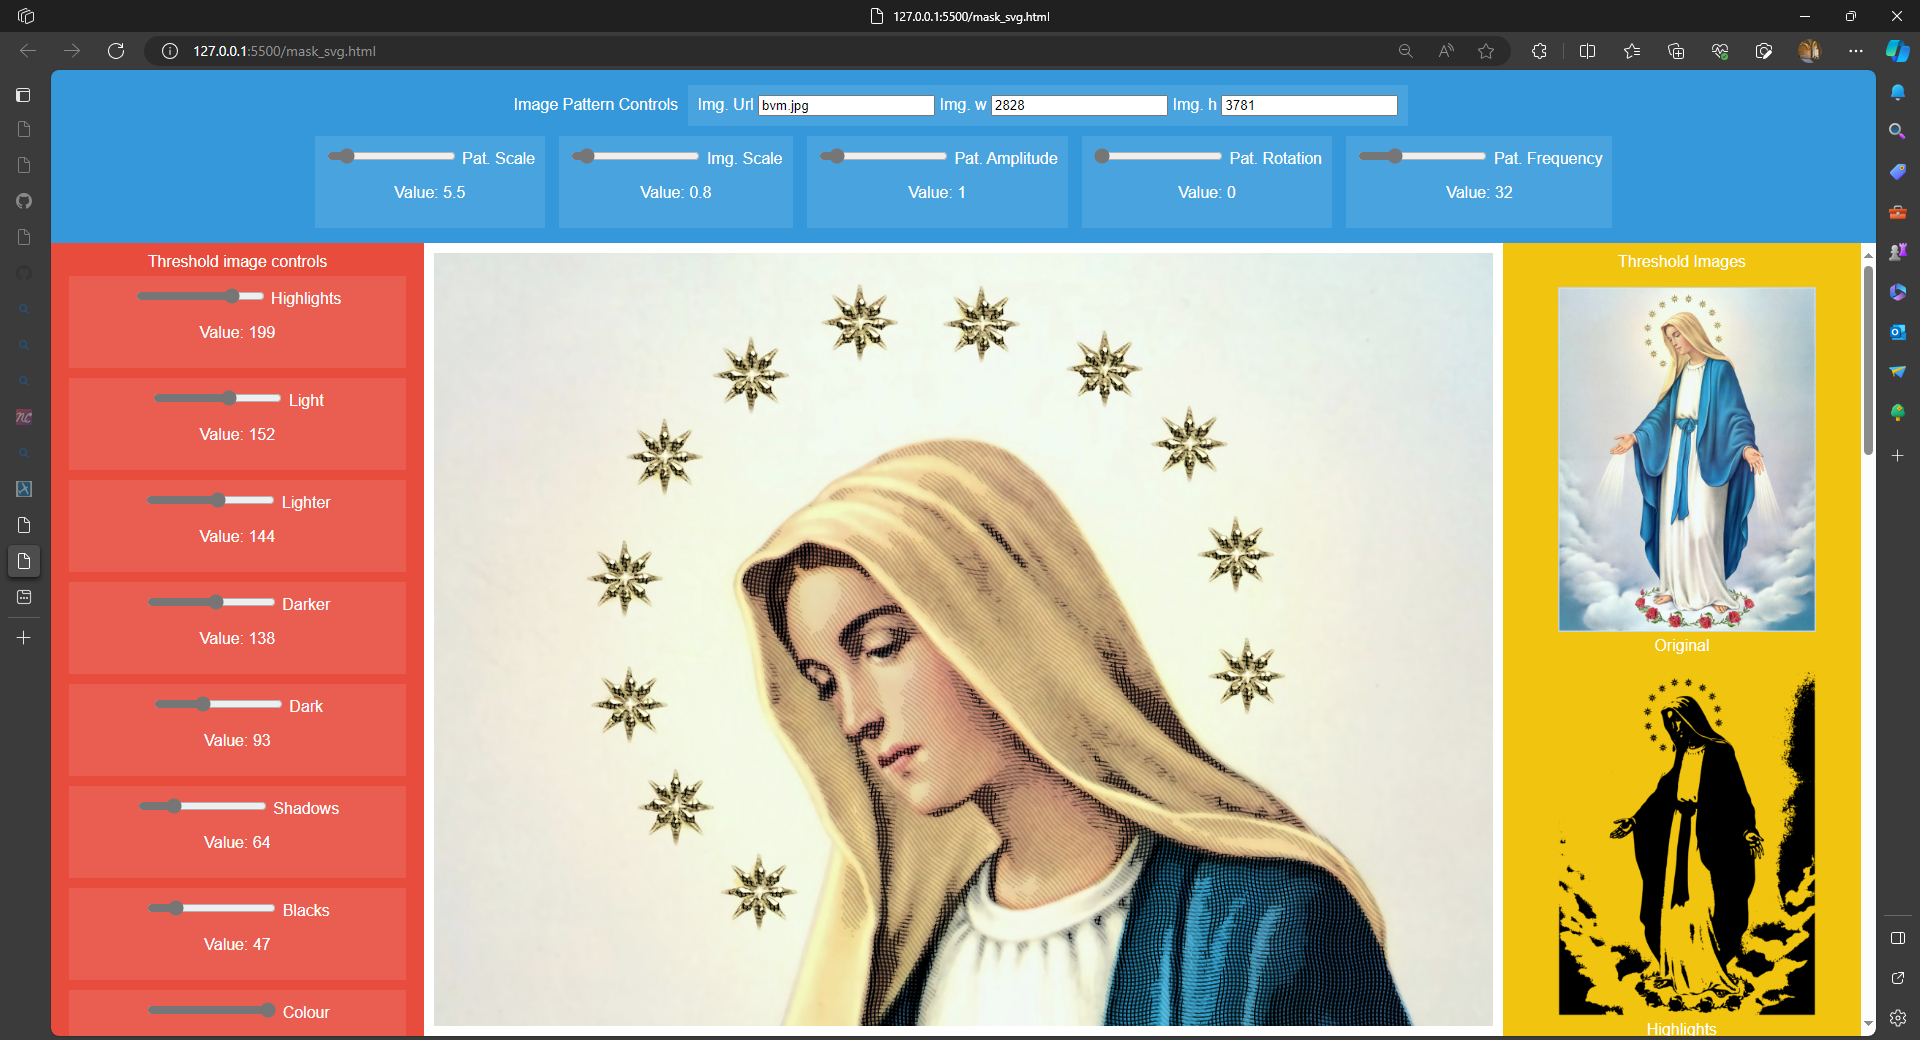 127.0.0.1:5500/mask_svg.html
127.0.0.1:5500/mask_svg.html
Image Pattern Controls
Img. Url bvm.jpg Img. w 2828 Img. h 3781
Pat. Scale
Value: 5.5
Img. Scale
Value: 0.8
Pat. Amplitude
Value: 1
Pat. Rotation
Value: 0
Pat. Frequency
Value: 32
Threshold image controls
Highlights
Value: 199
Light
Value: 152
Lighter
Value: 144
Darker
Value: 138
Dark
Value: 93
Shadows
Value: 64
Blacks
Value: 47
Colour
Threshold Images
Original
Highlights